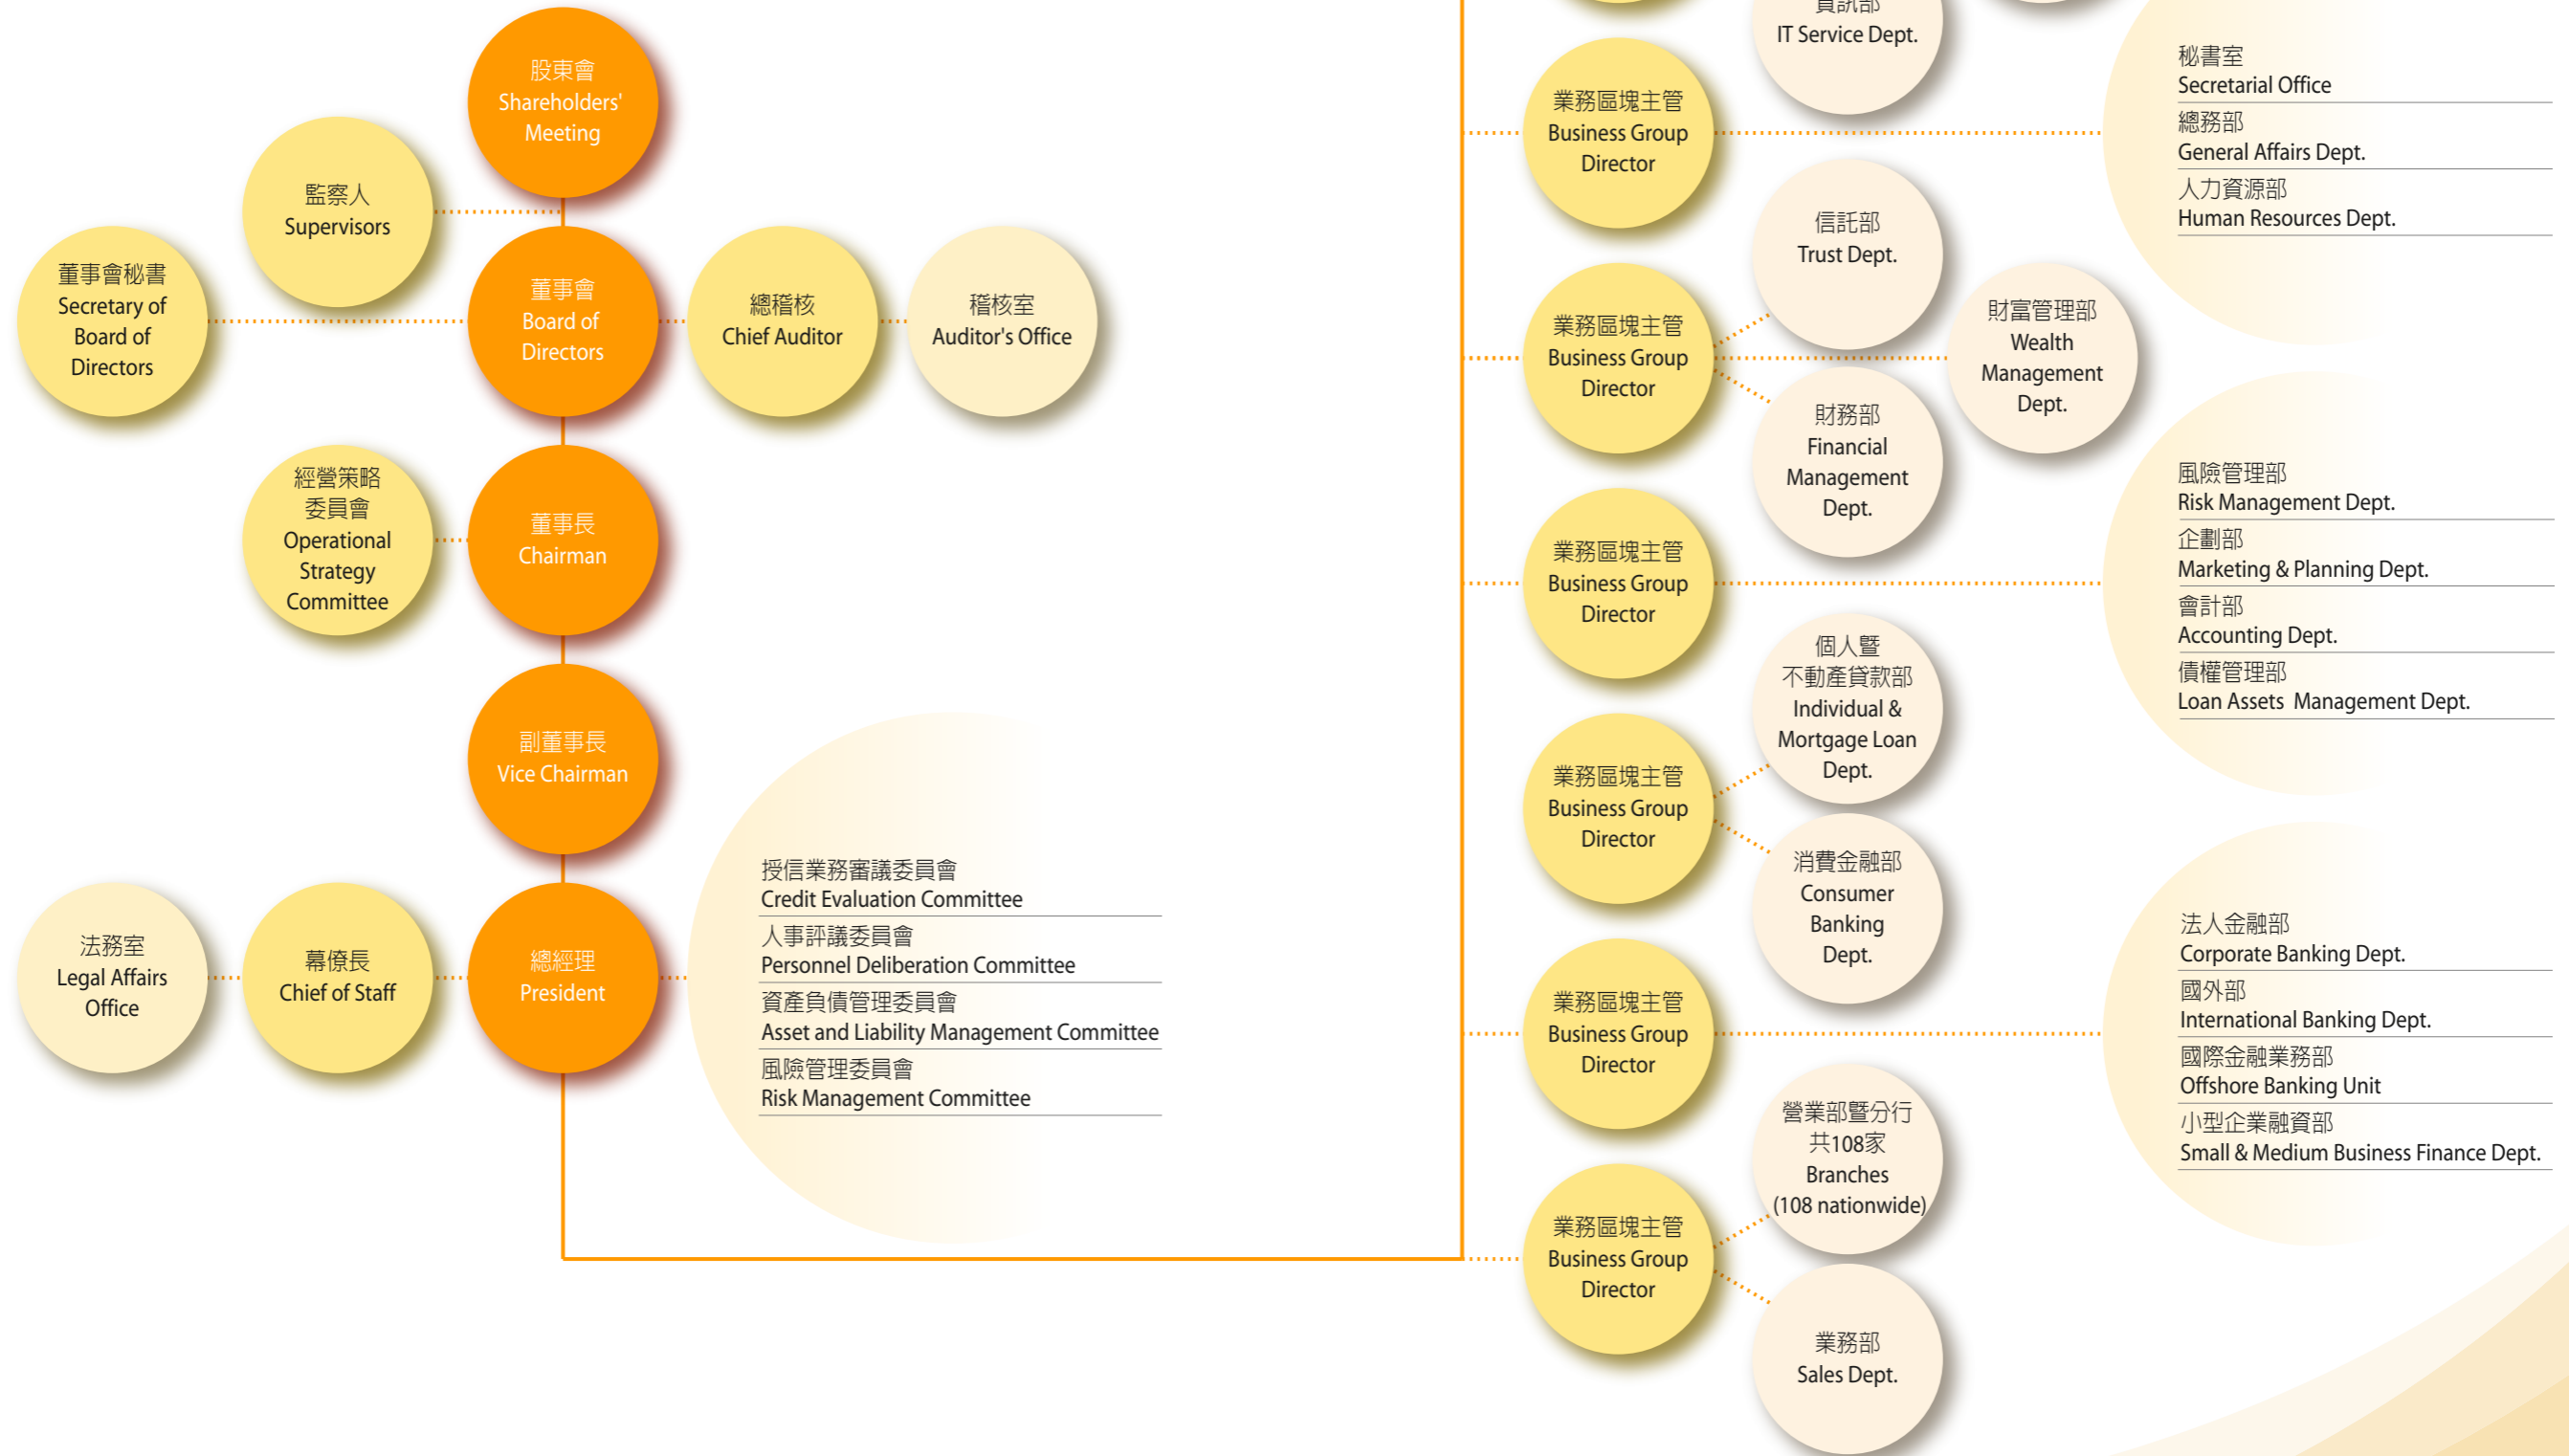 股東會
Shareholders'
Meeting
監察人
Supervisors
董事會秘書
Secretary of
Board of
Directors
董事會
Board of
Directors
總稽核
Chief Auditor
稽核室
Auditor's Office
經營策略
委員會
Operational
Strategy
Committee
董事長
Chairman
副董事長
Vice Chairman
法務室
Legal Affairs
Office
幕僚長
Chief of Staff
總經理
President
授信業務審議委員會
Credit Evaluation Committee
人事評議委員會
Personnel Deliberation Committee
資產負債管理委員會
Asset and Liability Management Committee
風險管理委員會
Risk Management Committee
資訊部
IT Service Dept.
業務區塊主管
Business Group
Director
秘書室
Secretarial Office
總務部
General Affairs Dept.
人力資源部
Human Resources Dept.
業務區塊主管
Business Group
Director
信託部
Trust Dept.
財富管理部
Wealth
Management
Dept.
財務部
Financial
Management
Dept.
業務區塊主管
Business Group
Director
風險管理部
Risk Management Dept.
企劃部
Marketing & Planning Dept.
會計部
Accounting Dept.
債權管理部
Loan Assets  Management Dept.
業務區塊主管
Business Group
Director
個人暨
不動產貸款部
Individual &
Mortgage Loan
Dept.
消費金融部
Consumer
Banking
Dept.
業務區塊主管
Business Group
Director
法人金融部
Corporate Banking Dept.
國外部
International Banking Dept.
國際金融業務部
Offshore Banking Unit
小型企業融資部
Small & Medium Business Finance Dept.
業務區塊主管
Business Group
Director
營業部暨分行
共108家
Branches
(108 nationwide)
業務部
Sales Dept.